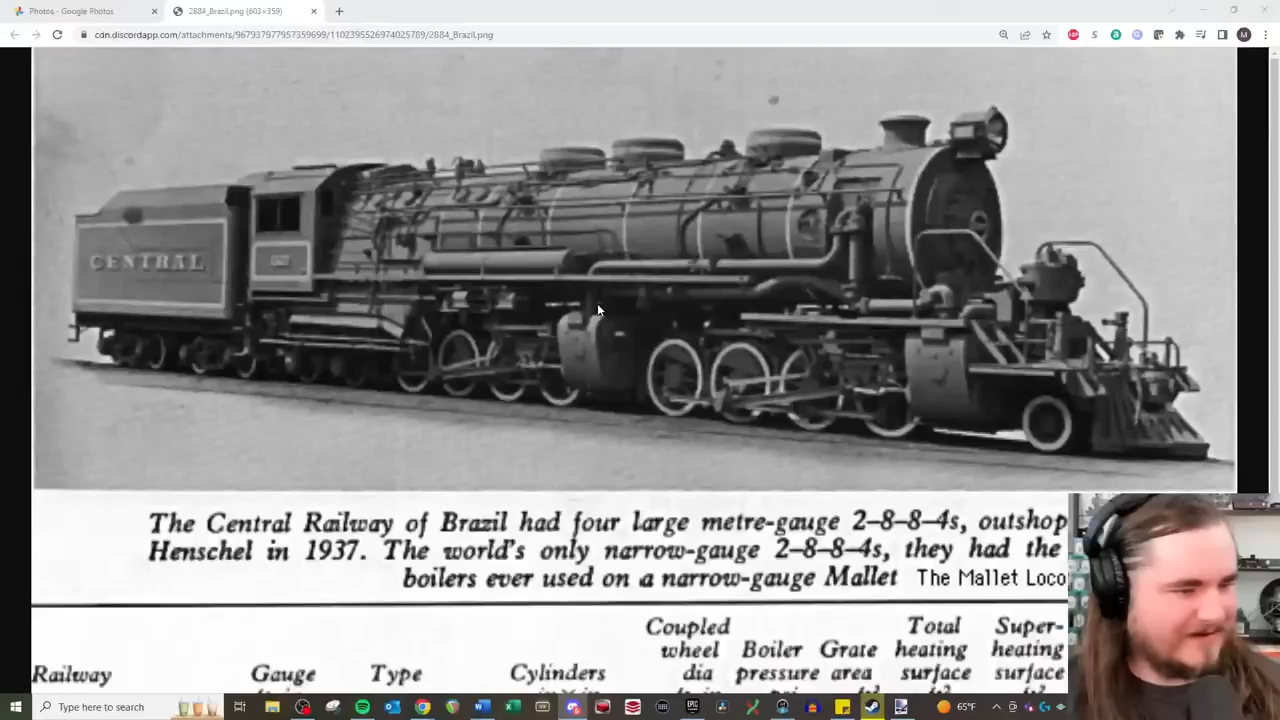 Photos - Google Photos
2884_Brazil.png (603×359)
cdn.discordapp.com/attachments/967937977957359699/1102395526974025789/2884_Brazil.png
CENTRAL
The Central Railway of Brazil had four large metre-gauge 2-8-8-4s, outshop
Henschel in 1937. The world's only narrow-gauge 2-8-8-4s, they had the
boilers ever used on a narrow-gauge Mallet The Mallet Loco
Coupled Total Super-
wheel Boiler Grate heating heating
Railway Gauge Type Cylinders dia pressure area surface surface
Type here to search
65°F